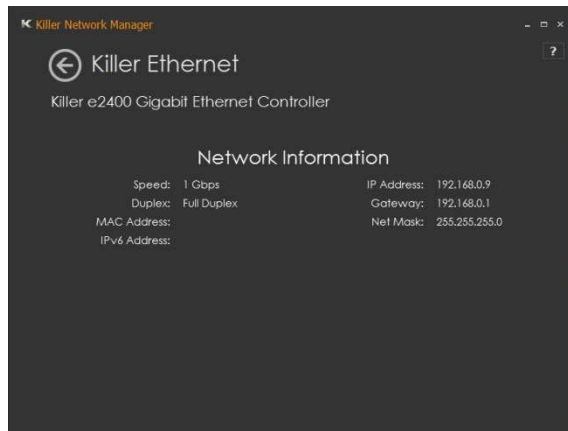 Killer Network Manager
?
Killer Ethernet
Killer e2400 Gigabit Ethernet Controller
Network Information
Speed: 1 Gbps IP Address: 192.168.0.9
Duplex: Full Duplex Gateway: 192.168.0.1
MAC Address: Net Mask: 255.255.255.0
IPv6 Address: